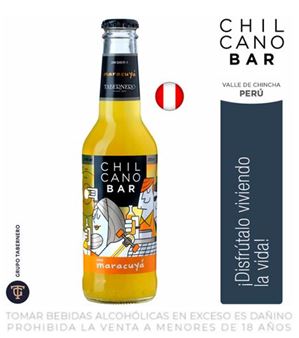 CHIL
CANO
BAR
VALLE DE CHINCHA
PERÚ
¡Disfrútalo viviendo
la vida!
maracuyá
TABERNERO
CHIL
CANO
BAR
maracuyá
GRUPO TABERNERO
TOMAR BEBIDAS ALCOHÓLICAS EN EXCESO ES DAÑINO
PROHIBIDA LA VENTA A MENORES DE 18 AÑOS